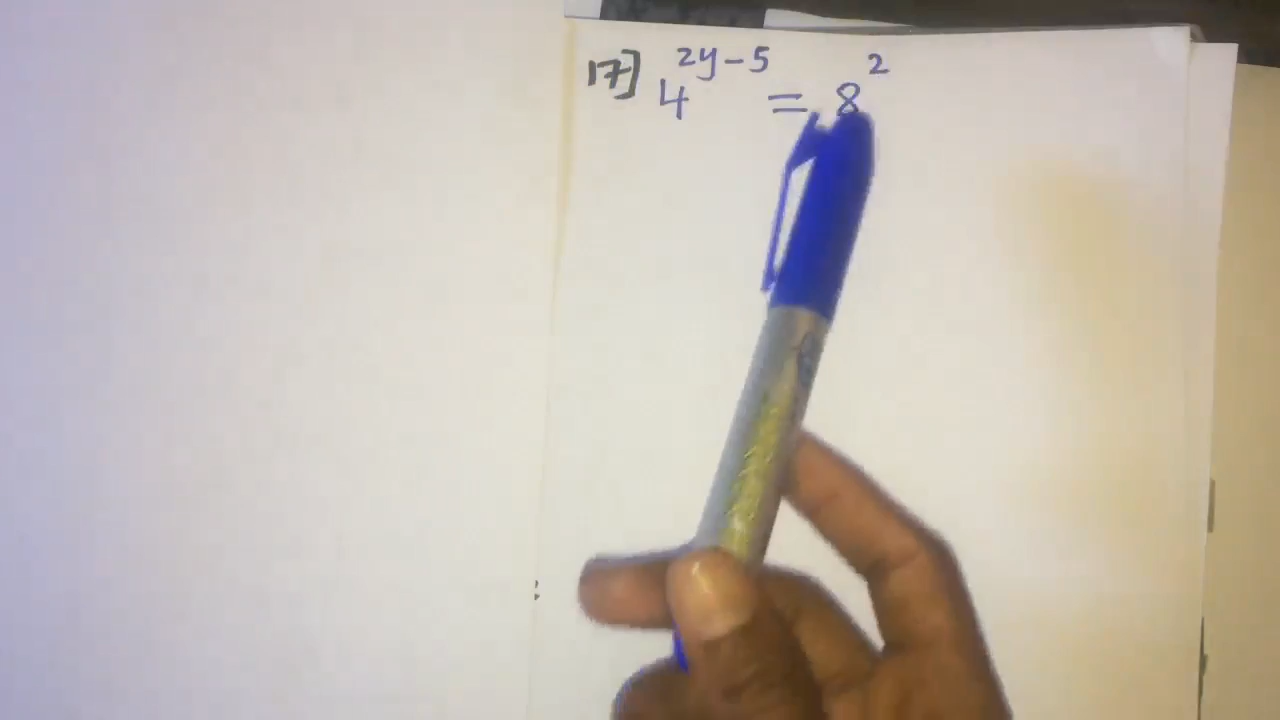 17] 4^{2y-5} = 8^2